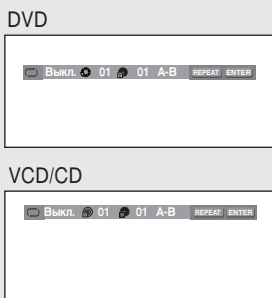 DVD
Выкл. 01 01 A-B REPEAT ENTER
VCD/CD
Выкл. 01 01 A-B REPEAT ENTER